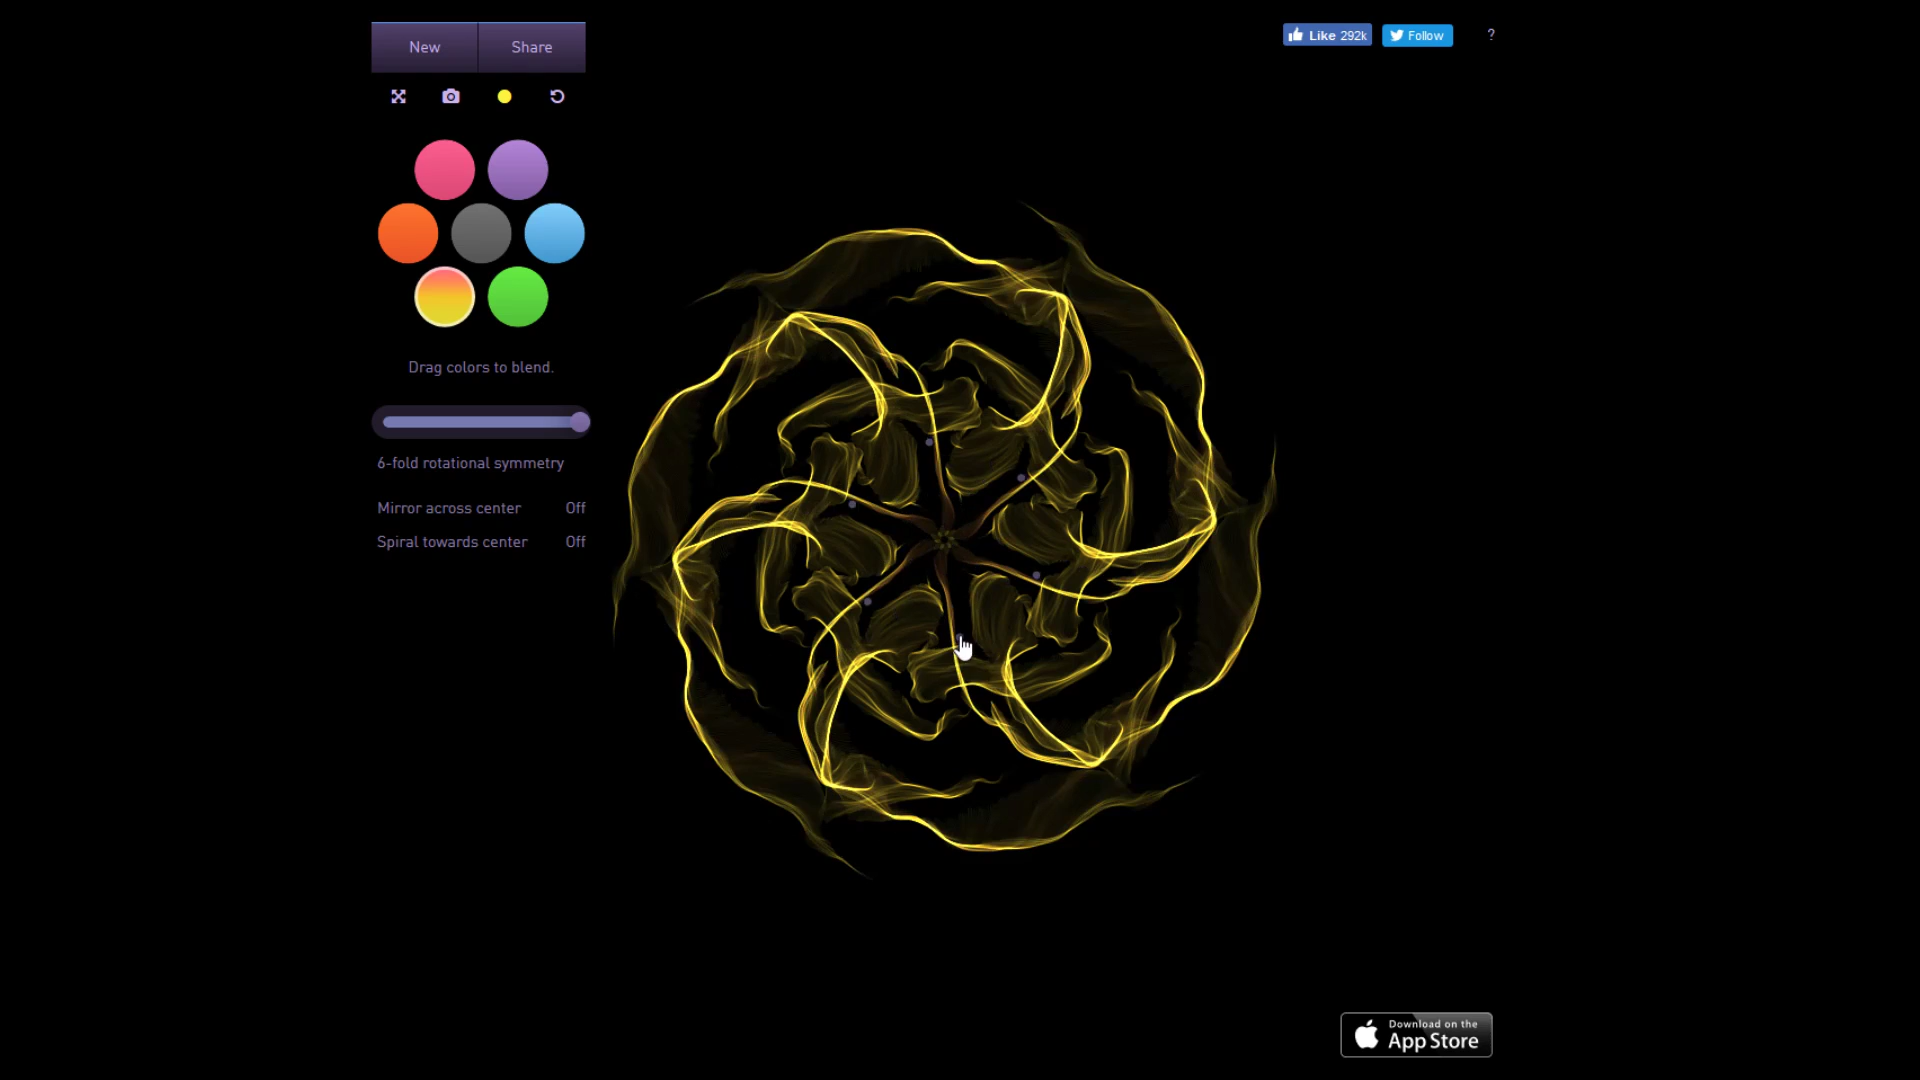 New Share
Like 292k Follow ?
Drag colors to blend.
6-fold rotational symmetry
Mirror across center Off
Spiral towards center Off
Download on the
App Store